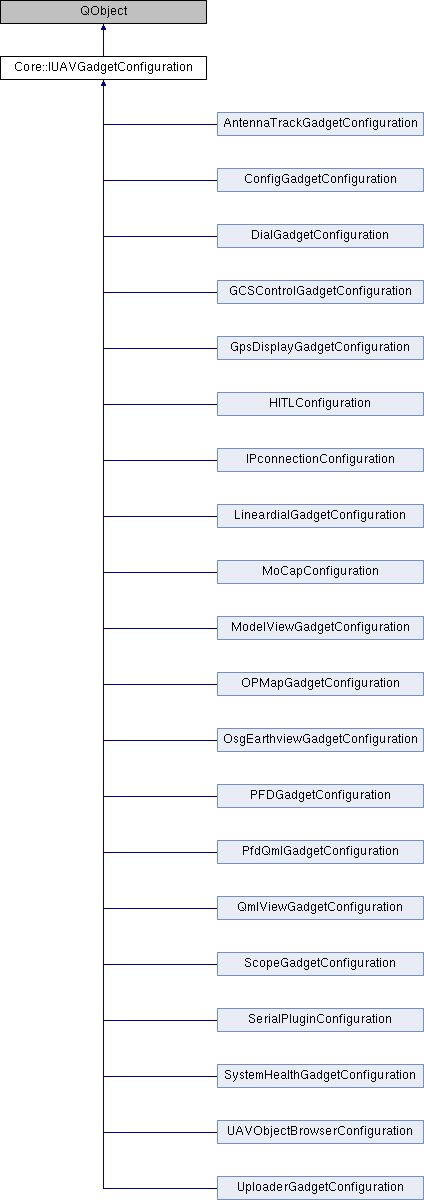 QObject
Core::IUAVGadgetConfiguration
AntennaTrackGadgetConfiguration
ConfigGadgetConfiguration
DialGadgetConfiguration
GCSControlGadgetConfiguration
GpsDisplayGadgetConfiguration
HITLConfiguration
IPconnectionConfiguration
LineardialGadgetConfiguration
MoCapConfiguration
ModelViewGadgetConfiguration
OPMapGadgetConfiguration
OsgEarthviewGadgetConfiguration
PFDGadgetConfiguration
PfdQmlGadgetConfiguration
QmlViewGadgetConfiguration
ScopeGadgetConfiguration
SerialPluginConfiguration
SystemHealthGadgetConfiguration
UAVObjectBrowserConfiguration
UploaderGadgetConfiguration